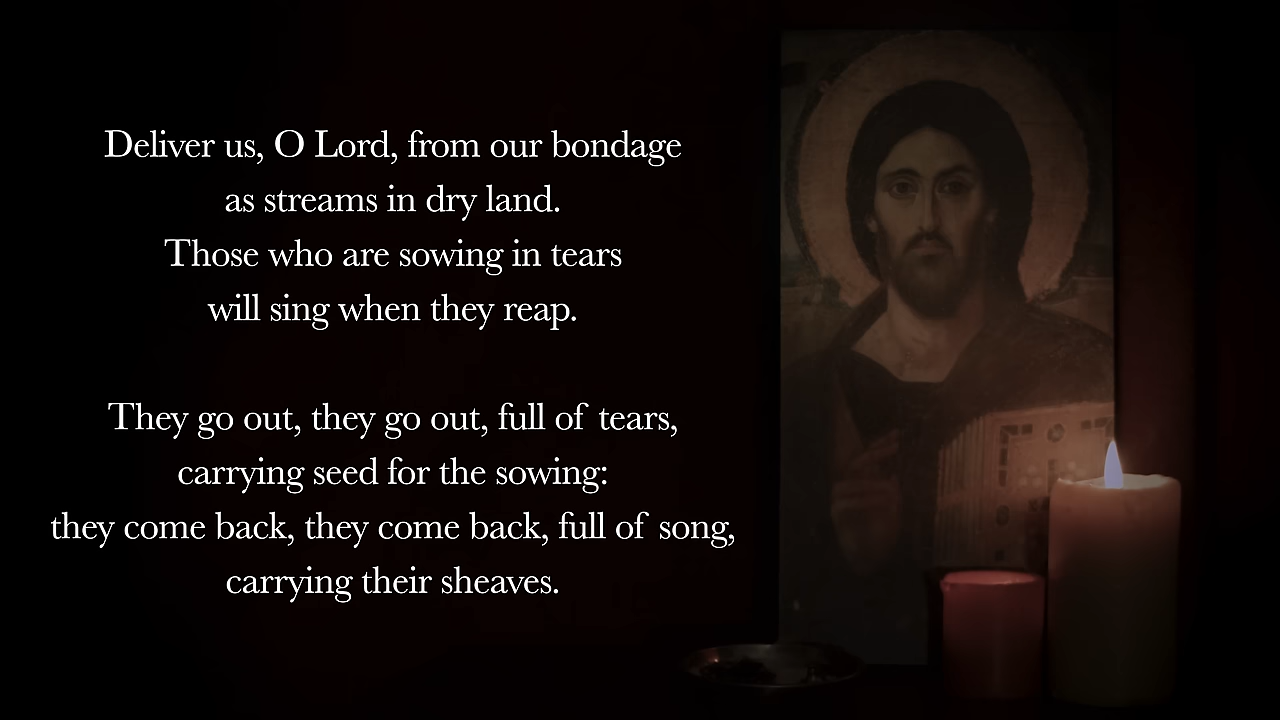 Deliver us, O Lord, from our bondage
as streams in dry land.
Those who are sowing in tears
will sing when they reap.
They go out, they go out, full of tears,
carrying seed for the sowing:
they come back, they come back, full of song,
carrying their sheaves.